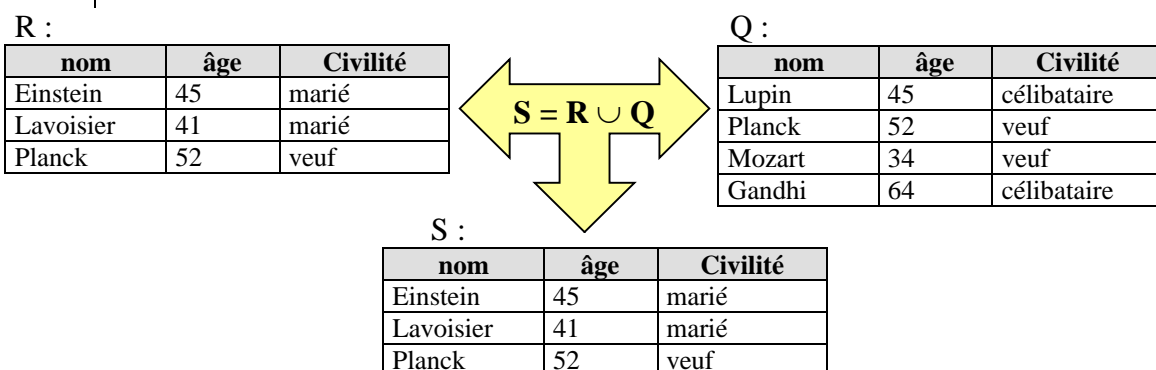 R :
nom âge Civilité
Einstein 45 marié
Lavoisier 41 marié
Planck 52 veuf
S = R ∪ Q
Q :
nom âge Civilité
Lupin 45 célibataire
Planck 52 veuf
Mozart 34 veuf
Gandhi 64 célibataire
S :
nom âge Civilité
Einstein 45 marié
Lavoisier 41 marié
Planck 52 veuf